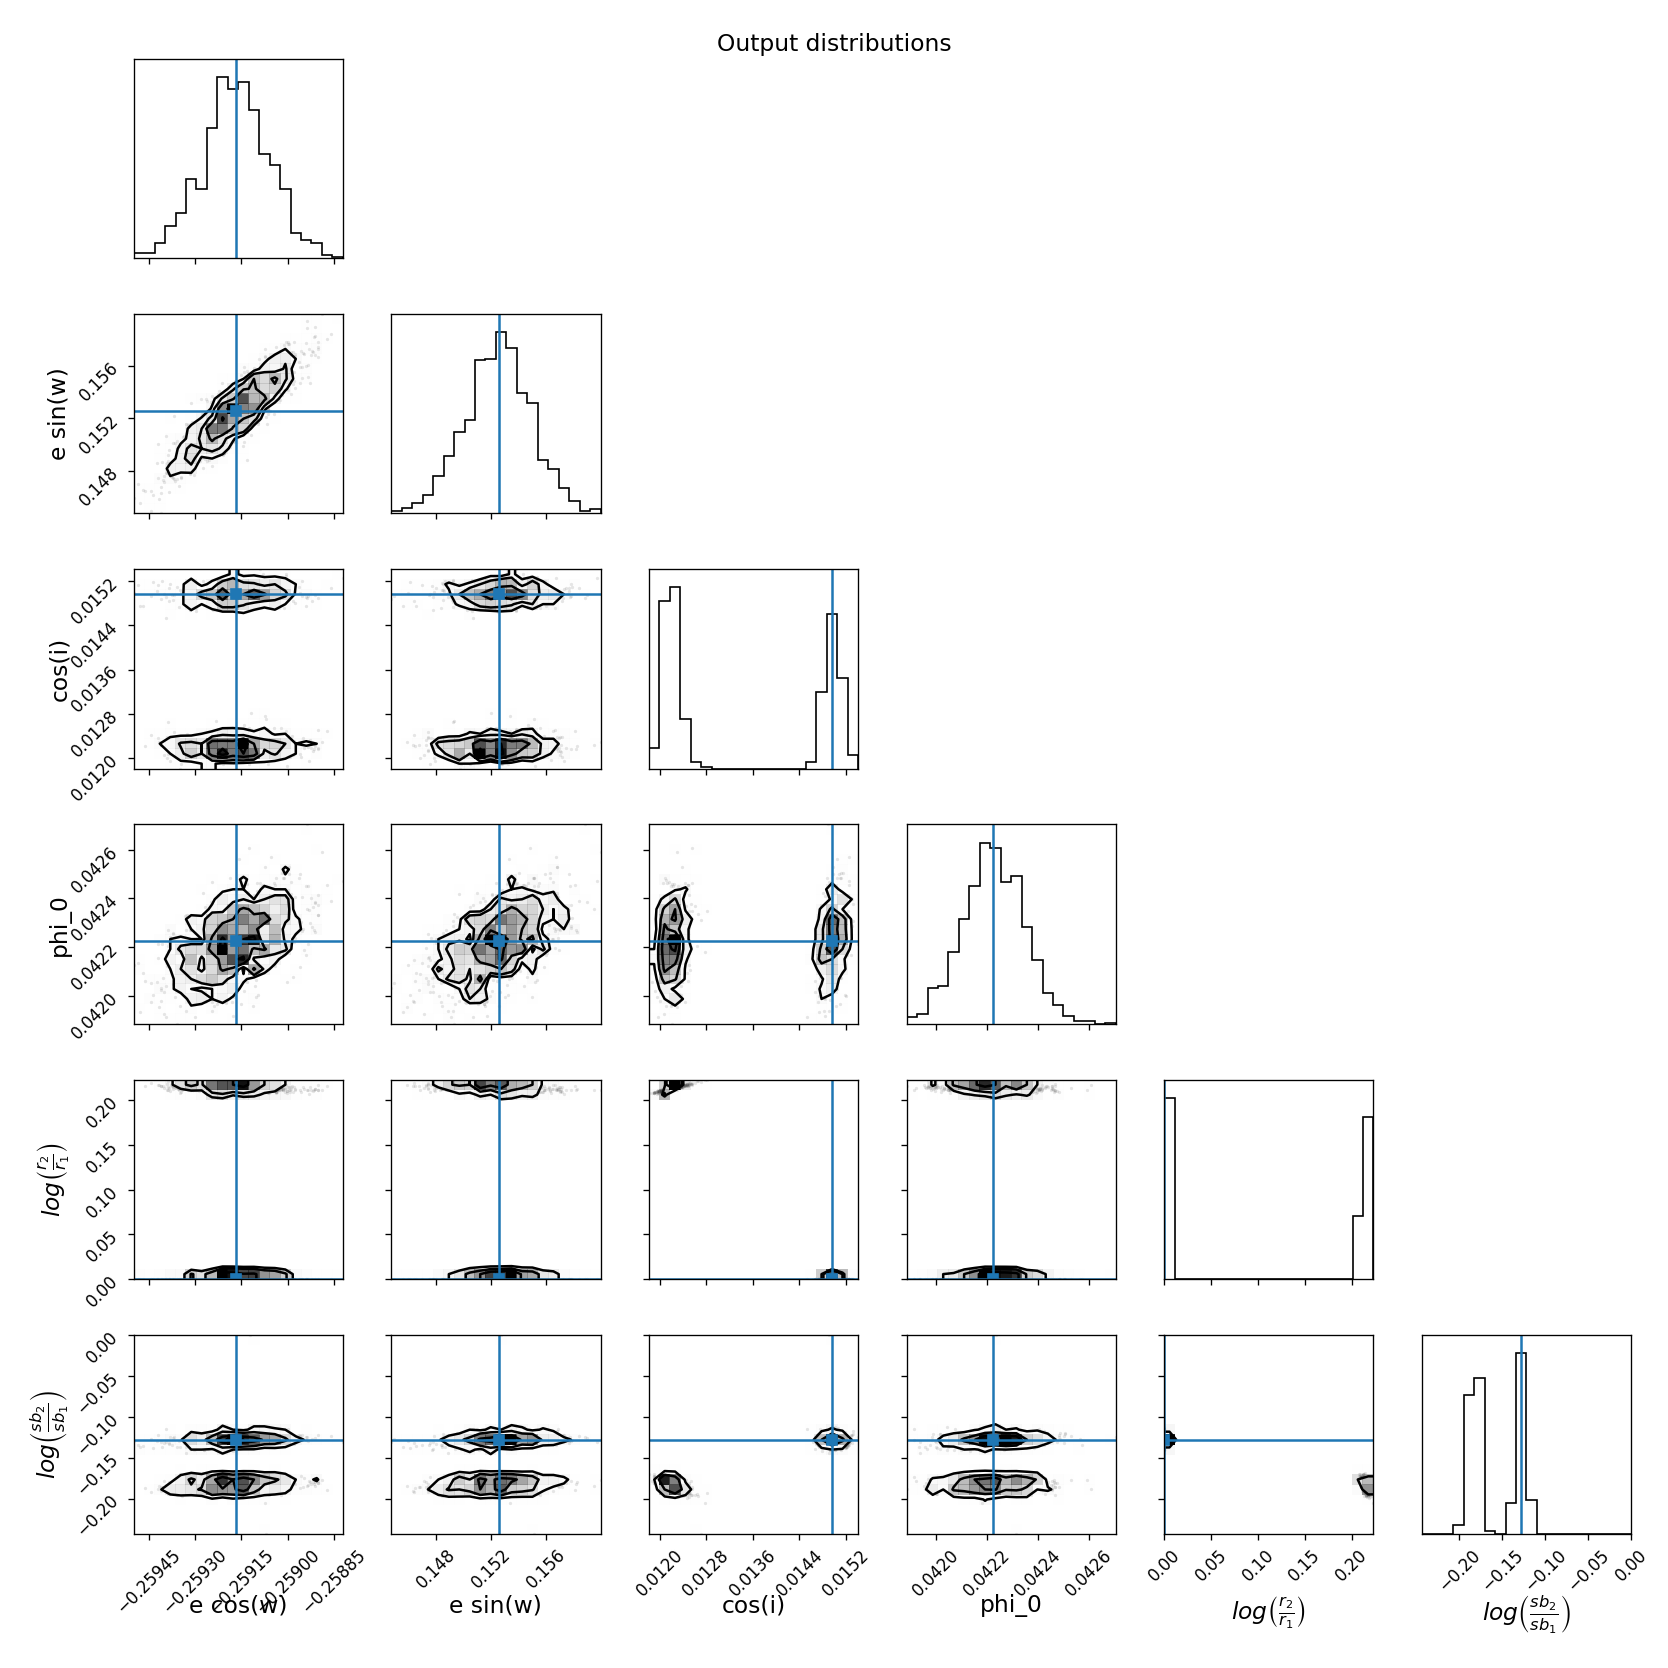 Output distributions
e sin(w)
0.156
0.152
0.148
cos(i)
0.0152
0.0144
0.0136
0.0128
0.0120
phi_0
0.0426
0.0424
0.0422
0.0420
log(r₂/r₁)
0.20
0.15
0.10
0.05
0.00
log(sb₂/sb₁)
0.00
−0.05
−0.10
−0.15
−0.20
−0.25945 −0.25930 −0.25915 −0.25900 −0.25885
0.148 0.152 0.156
0.0120 0.0128 0.0136 0.0144 0.0152
0.0420 0.0422 0.0424 0.0426
0.00 0.05 0.10 0.15 0.20
−0.20 −0.15 −0.10 −0.05 0.00
e cos(w) e sin(w) cos(i) phi_0 log(r₂/r₁) log(sb₂/sb₁)